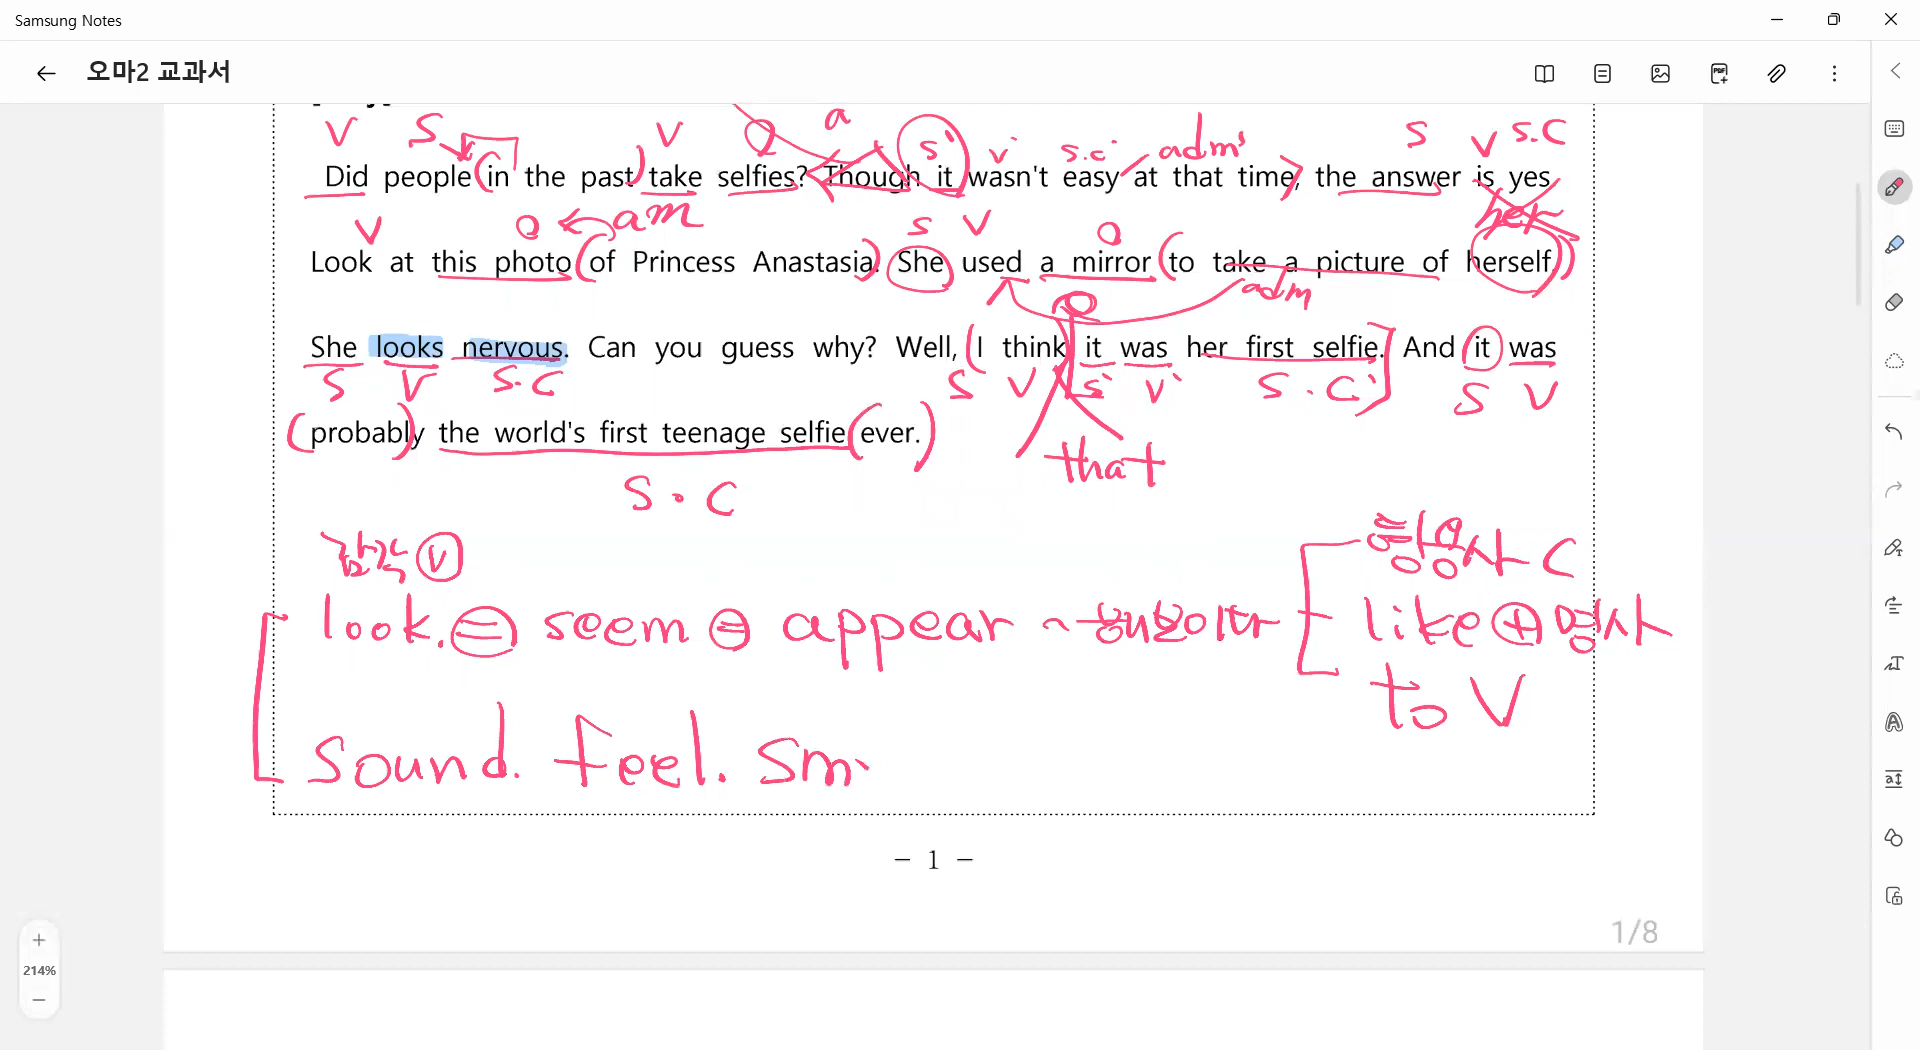 Samsung Notes
오마2 교과서
V S V O a s' v' s.c' adm' S V S.C
Did people (in the past) take selfies? <Though it wasn't easy at that time>, the answer is yes.
V O ← am S V O her
Look at this photo (of Princess Anastasia). She used a mirror (to take a picture of herself.)
adm
O
She looks nervous. Can you guess why? Well, (I think) [it was her first selfie.] And (it) was
S V S.C S V S' V' S.C' S V
(probably) the world's first teenage selfie (ever.)
that
S.C
감각 V 형용사 C
look. = seem = appear ~해보이다 like + 명사
to V
Sound. feel. Sm
- 1 -
1/8
214%